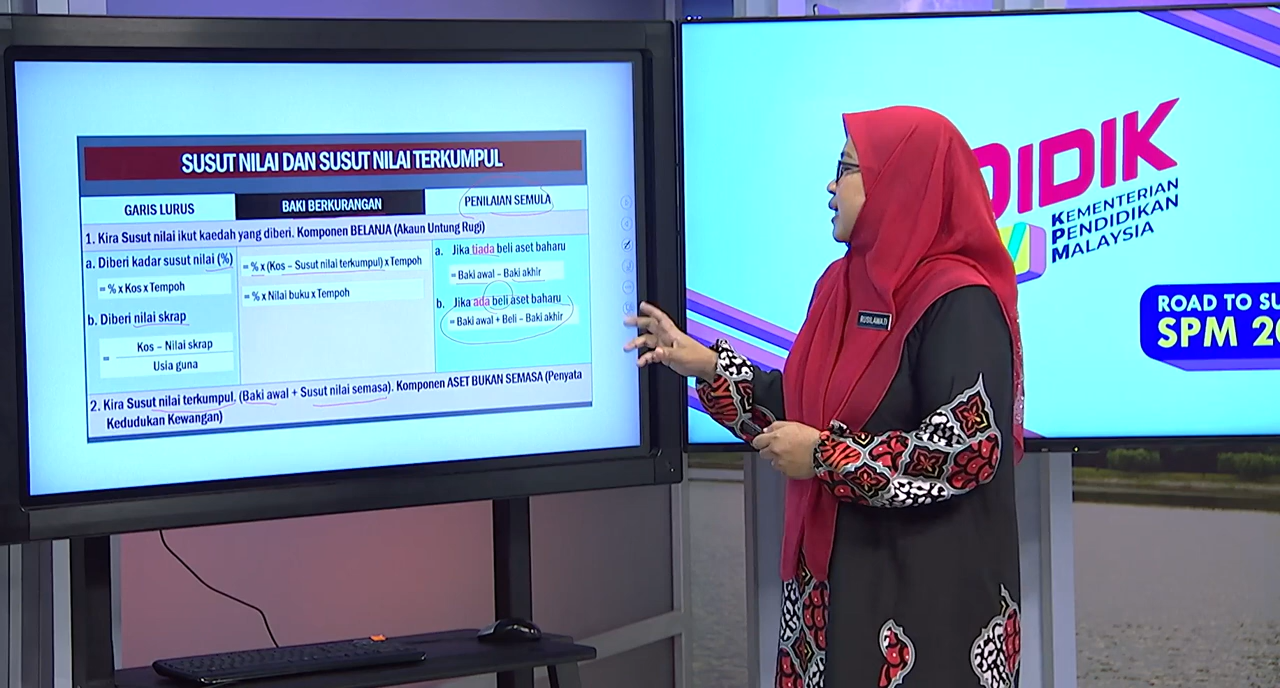 SUSUT NILAI DAN SUSUT NILAI TERKUMPUL
GARIS LURUS
BAKI BERKURANGAN
PENILAIAN SEMULA
1. Kira Susut nilai ikut kaedah yang diberi. Komponen BELANJA (Akaun Untung Rugi)
a. Diberi kadar susut nilai (%)
= % x Kos x Tempoh
b. Diberi nilai skrap
= Kos – Nilai skrap
Usia guna
= % x (Kos – Susut nilai terkumpul) x Tempoh
= % x Nilai buku x Tempoh
a. Jika tiada beli aset baharu
= Baki awal – Baki akhir
b. Jika ada beli aset baharu
= Baki awal + Beli – Baki akhir
2. Kira Susut nilai terkumpul. (Baki awal + Susut nilai semasa). Komponen ASET BUKAN SEMASA (Penyata
Kedudukan Kewangan)
DIDIK
KEMENTERIAN
PENDIDIKAN
MALAYSIA
ROAD TO
SPM
RUSILAWATI